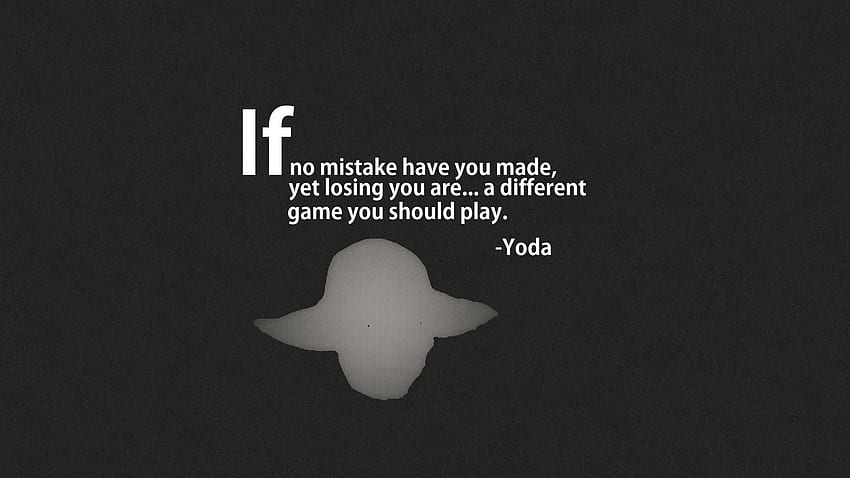 If
no mistake have you made,
yet losing you are... a different
game you should play.
-Yoda